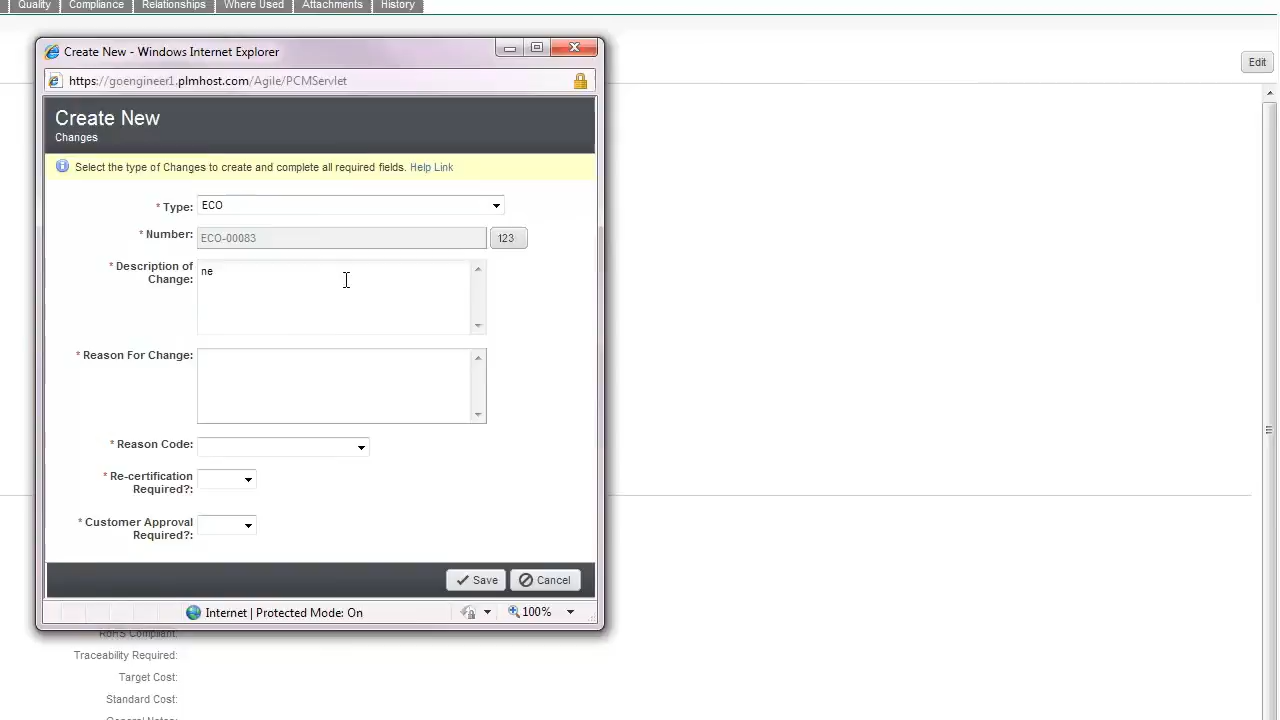 Quality Compliance Relationships Where Used Attachments History
Create New - Windows Internet Explorer
https://goengineer1.plmhost.com/Agile/PCMServlet
Edit
Create New
Changes
Select the type of Changes to create and complete all required fields. Help Link
* Type: ECO
* Number: ECO-00083 123
* Description of Change: ne
* Reason For Change:
* Reason Code:
* Re-certification Required?:
* Customer Approval Required?:
Save Cancel
Internet | Protected Mode: On 100%
RoHS Compliant:
Traceability Required:
Target Cost:
Standard Cost:
General Notes: